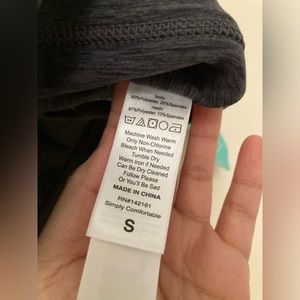 body
80%Polyester, 20%Spandex
mesh
87%Polyester, 13%Spandex
Machine Wash Warm
Only Non-Chlorine
Bleach When Needed
Tumble Dry
Warm Iron if Needed
Can Be Dry Cleaned
Follow Please
Or You'll Be Sad
MADE IN CHINA
RN#142161
Simply Comfortable
S